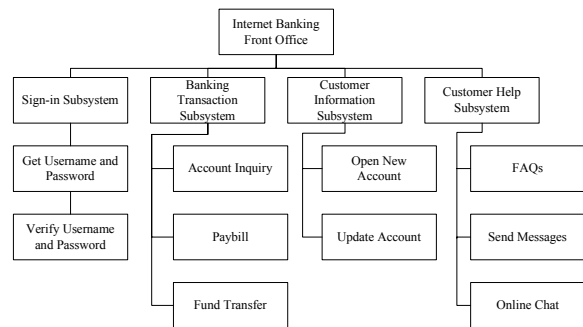 Internet Banking
Front Office
Sign-in Subsystem
Banking
Transaction
Subsystem
Customer
Information
Subsystem
Customer Help
Subsystem
Get Username and
Password
Account Inquiry
Open New
Account
FAQs
Verify Username
and Password
Paybill
Update Account
Send Messages
Fund Transfer
Online Chat